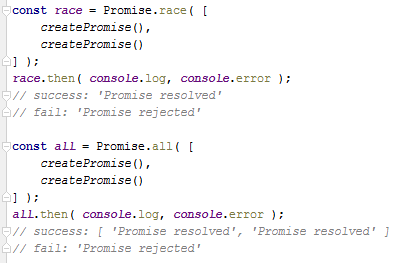 const race = Promise.race( [
    createPromise(),
    createPromise()
] );
race.then( console.log, console.error );
// success: 'Promise resolved'
// fail: 'Promise rejected'

const all = Promise.all( [
    createPromise(),
    createPromise()
] );
all.then( console.log, console.error );
// success: [ 'Promise resolved', 'Promise resolved' ]
// fail: 'Promise rejected'